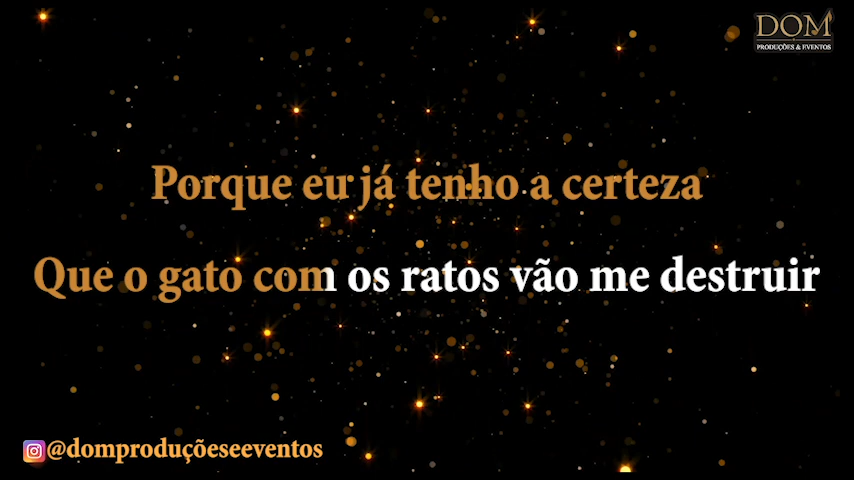 DOM
PRODUÇÕES & EVENTOS
Porque eu já tenho a certeza
Que o gato com os ratos vão me destruir
@domproduçõeseeventos